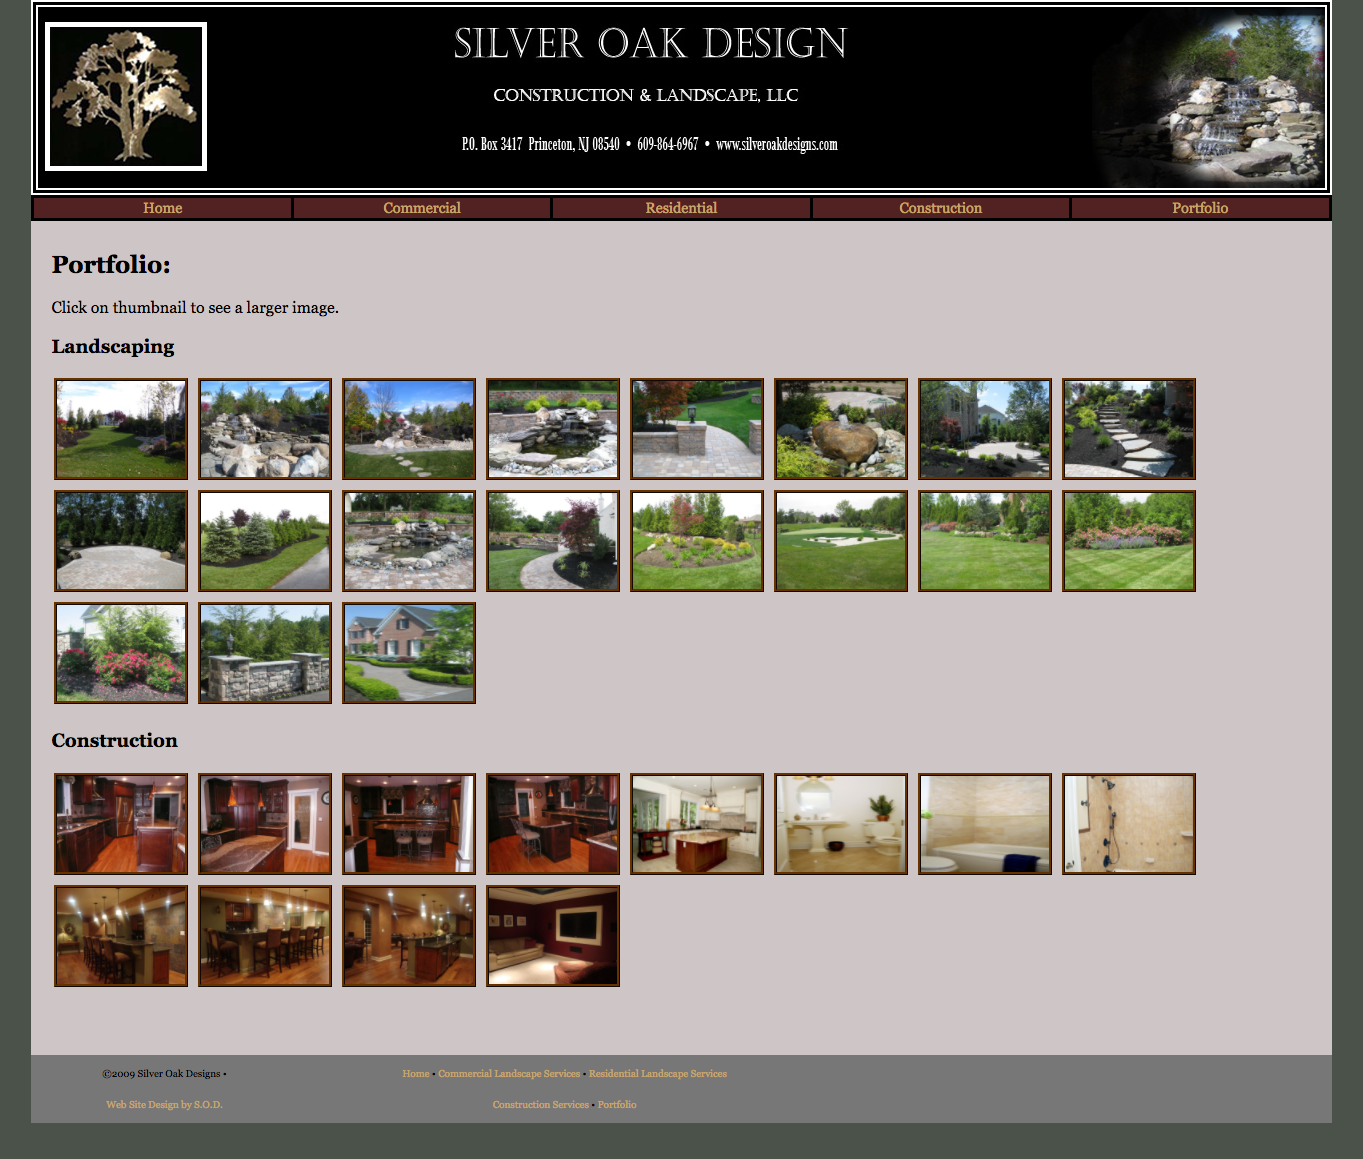 SILVER OAK DESIGN
CONSTRUCTION & LANDSCAPE, LLC
P.O. Box 3417 Princeton, NJ 08540 • 609-864-6967 • www.silveroakdesigns.com
Home Commercial Residential Construction Portfolio
Portfolio:
Click on thumbnail to see a larger image.
Landscaping
Construction
©2009 Silver Oak Designs •
Home • Commercial Landscape Services • Residential Landscape Services
Web Site Design by S.O.D.
Construction Services • Portfolio